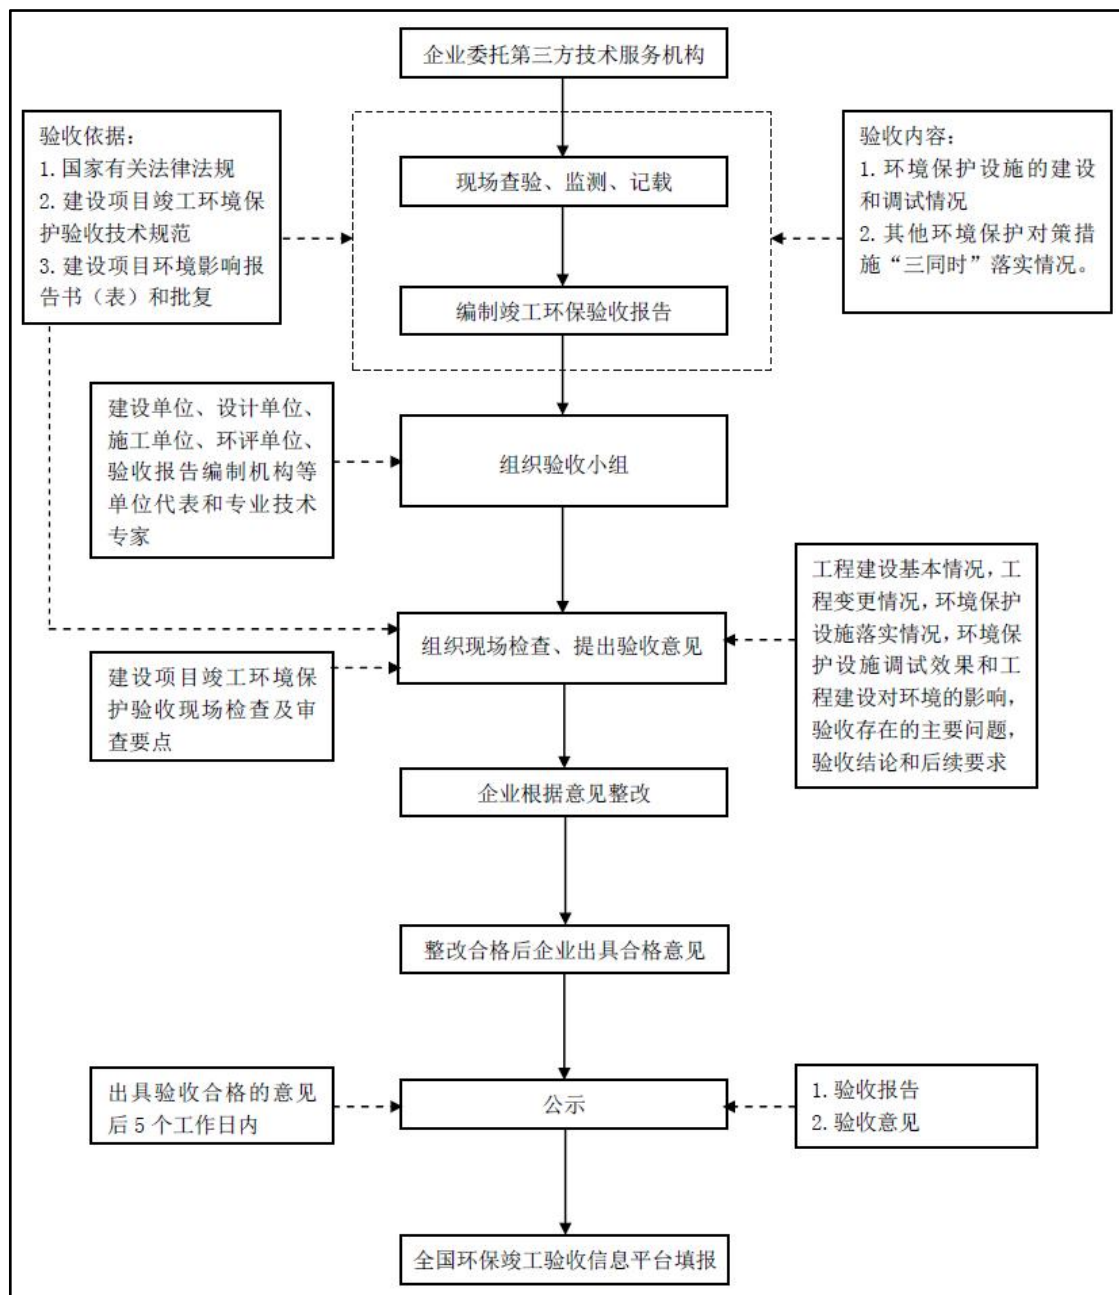 企业委托第三方技术服务机构
验收依据：
1.国家有关法律法规
2.建设项目竣工环境保
护验收技术规范
3.建设项目环境影响报
告书（表）和批复
现场查验、监测、记载
编制竣工环保验收报告
验收内容：
1.环境保护设施的建设
和调试情况
2.其他环境保护对策措
施“三同时”落实情况。
建设单位、设计单位、
施工单位、环评单位、
验收报告编制机构等
单位代表和专业技术
专家
组织验收小组
组织现场检查、提出验收意见
工程建设基本情况，工
程变更情况，环境保护
设施落实情况，环境保
护设施调试效果和工
程建设对环境的影响，
验收存在的主要问题，
验收结论和后续要求
建设项目竣工环境保
护验收现场检查及审
查要点
企业根据意见整改
整改合格后企业出具合格意见
出具验收合格的意见
后5个工作日内
公示
1.验收报告
2.验收意见
全国环保竣工验收信息平台填报